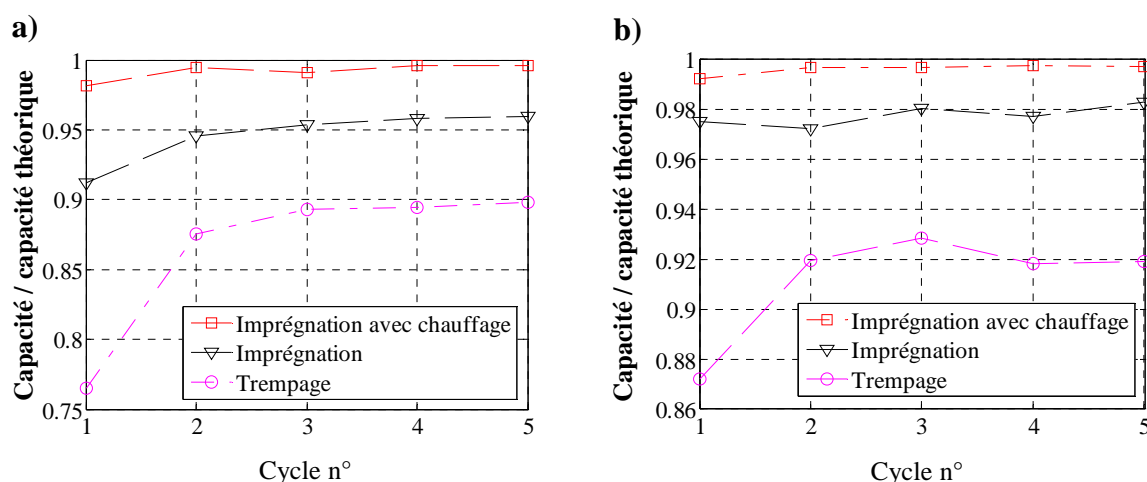 a)
Capacité / capacité théorique
1
0.95
0.9
0.85
0.8
0.75
Imprégnation avec chauffage
Imprégnation
Trempage
1 2 3 4 5
Cycle n°
b)
Capacité / capacité théorique
1
0.98
0.96
0.94
0.92
0.9
0.88
0.86
Imprégnation avec chauffage
Imprégnation
Trempage
1 2 3 4 5
Cycle n°